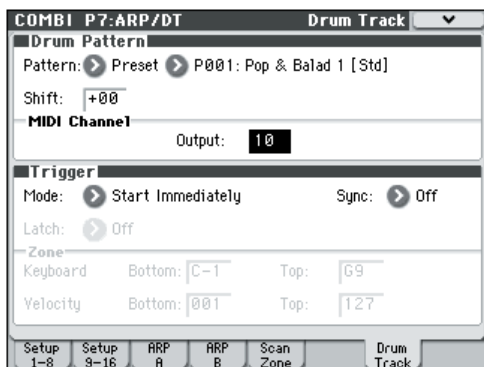 COMBI P7:ARP/DT Drum Track
Drum Pattern
Pattern: Preset P001: Pop & Balad 1 [Std]
Shift: +00
MIDI Channel
Output: 10
Trigger
Mode: Start Immediately Sync: Off
Latch: Off
Zone
Keyboard Bottom: C-1 Top: G9
Velocity Bottom: 001 Top: 127
Setup 1-8 Setup 9-16 ARP A ARP B Scan Zone Drum Track